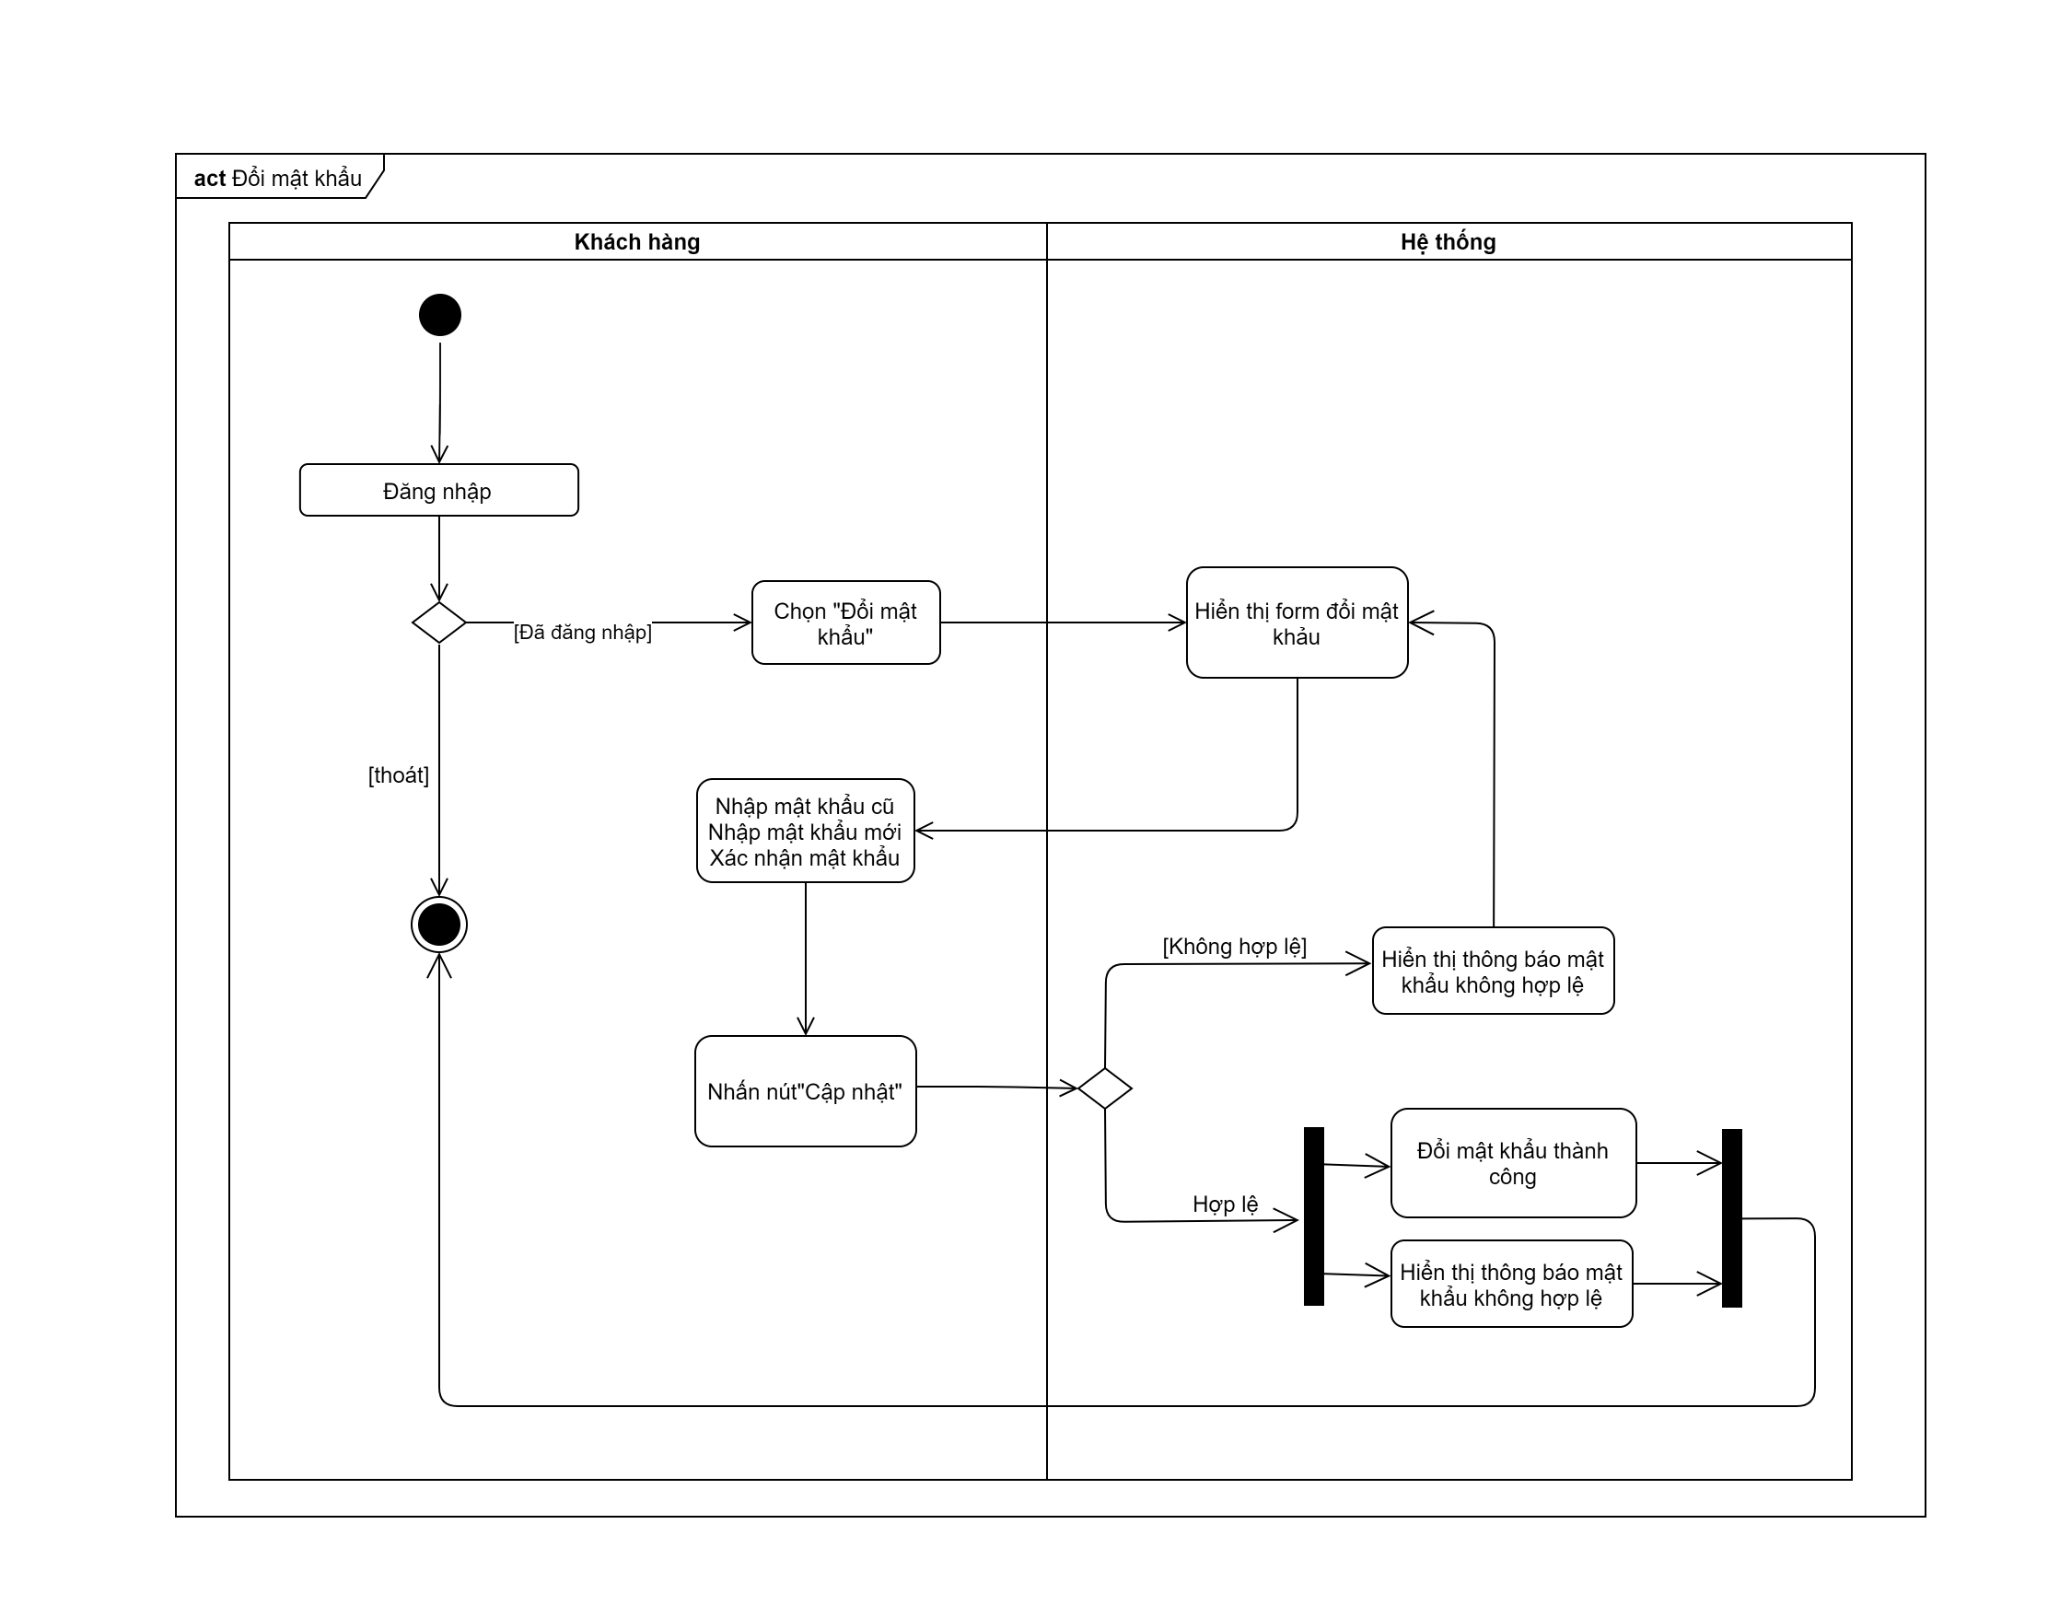 act Đổi mật khẩu
Khách hàng
Hệ thống
Đăng nhập
[Đã đăng nhập]
Chọn "Đổi mật
khẩu"
Hiển thị form đổi mật
khảu
[thoát]
Nhập mật khẩu cũ
Nhập mật khẩu mới
Xác nhận mật khẩu
[Không hợp lệ]
Hiển thị thông báo mật
khẩu không hợp lệ
Nhấn nút"Cập nhật"
Hợp lệ
Đổi mật khẩu thành
công
Hiển thị thông báo mật
khẩu không hợp lệ